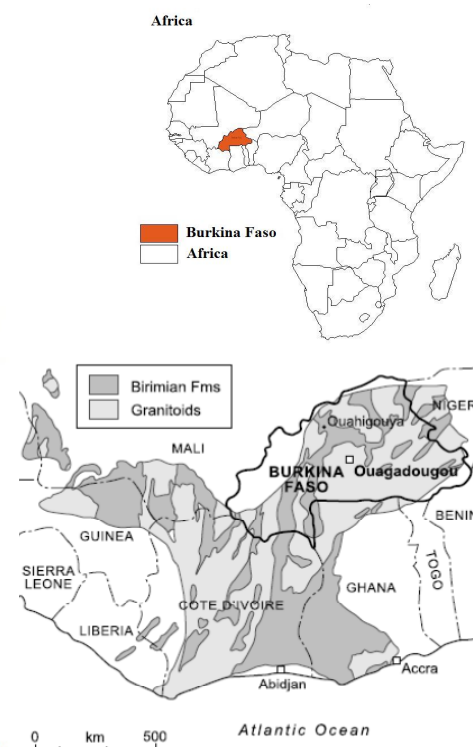 Africa
Burkina Faso
Africa
Birimian Fms
Granitoids
NIGER
Ouahigouya
MALI
BURKINA
FASO
Ouagadougou
BENIN
GUINEA
SIERRA
LEONE
TOGO
GHANA
CÔTE D'IVOIRE
LIBERIA
Accra
Abidjan
0 km 500
Atlantic Ocean